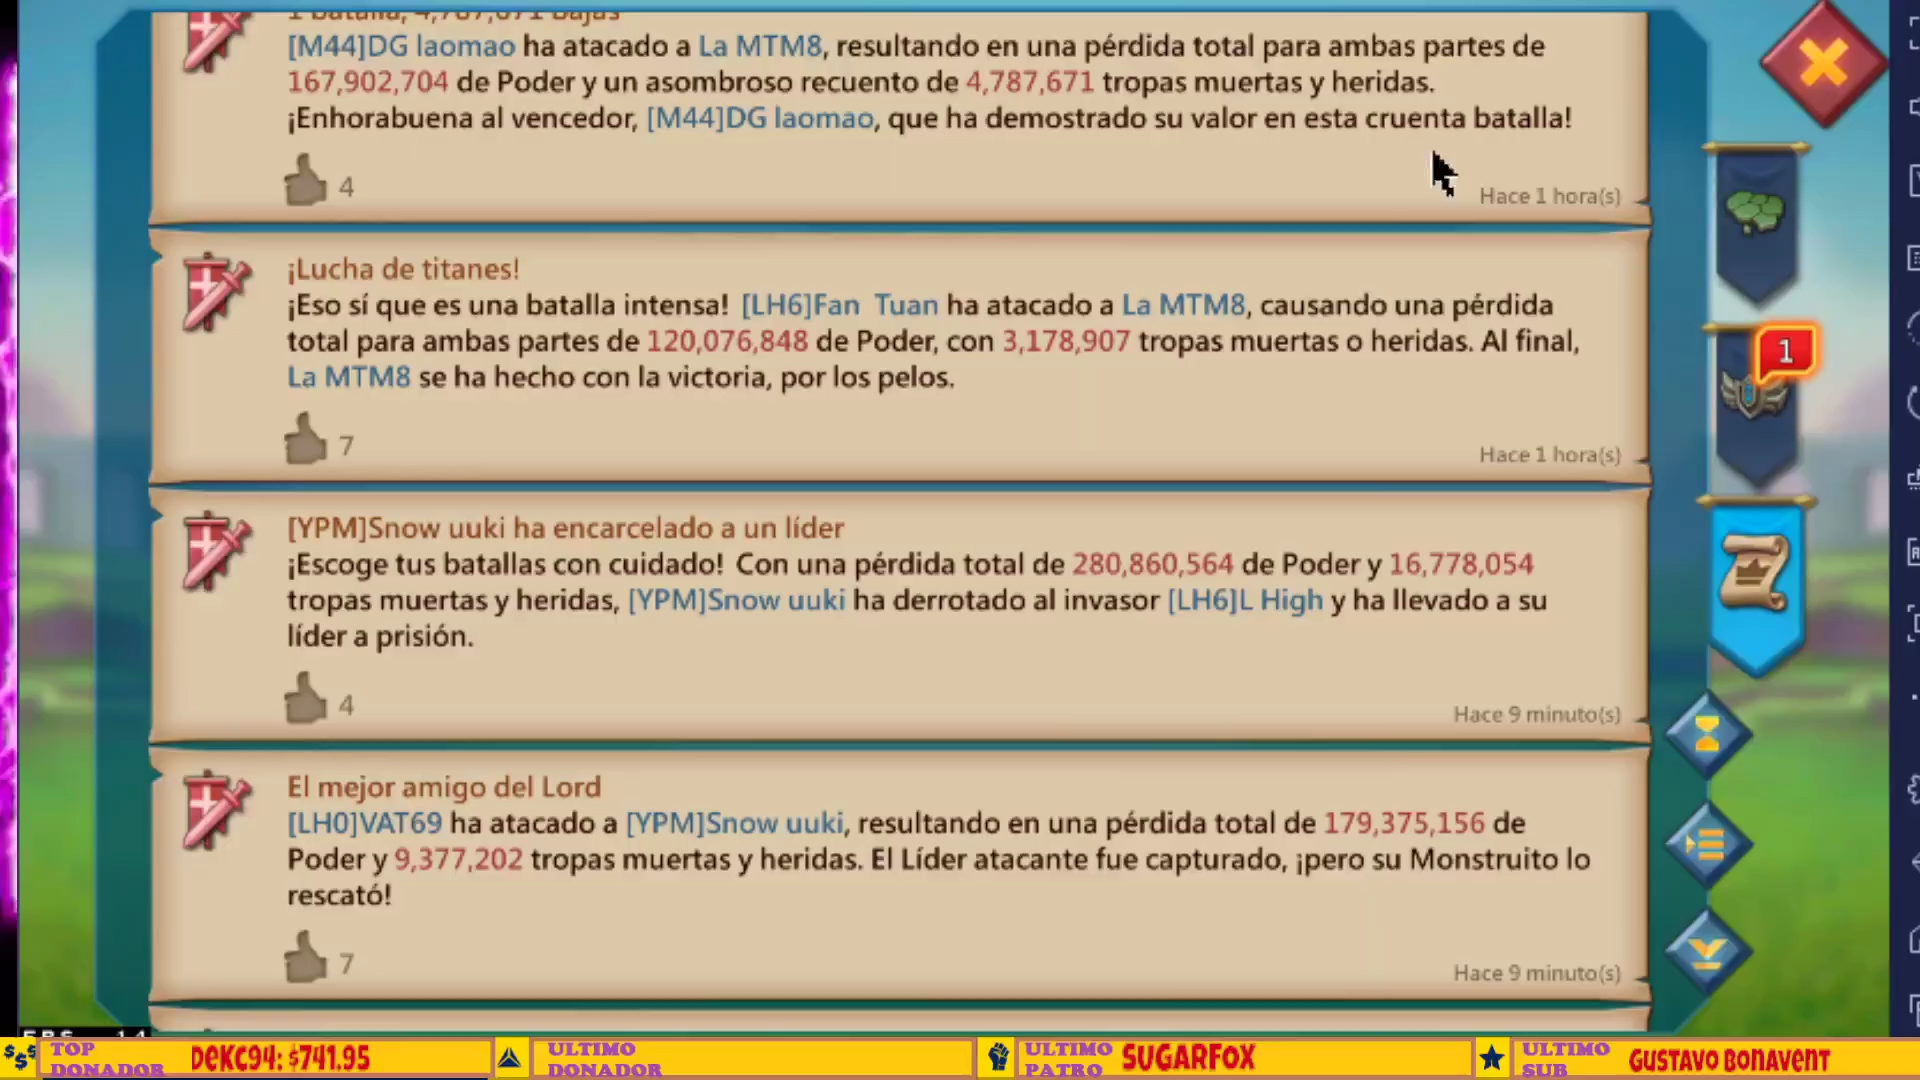 1 batalla, 4,787,671 bajas
[M44]DG laomao ha atacado a La MTM8, resultando en una pérdida total para ambas partes de
167,902,704 de Poder y un asombroso recuento de 4,787,671 tropas muertas y heridas.
¡Enhorabuena al vencedor, [M44]DG laomao, que ha demostrado su valor en esta cruenta batalla!
4
Hace 1 hora(s)
¡Lucha de titanes!
¡Eso sí que es una batalla intensa! [LH6]Fan Tuan ha atacado a La MTM8, causando una pérdida
total para ambas partes de 120,076,848 de Poder, con 3,178,907 tropas muertas o heridas. Al final,
La MTM8 se ha hecho con la victoria, por los pelos.
7
Hace 1 hora(s)
1
[YPM]Snow uuki ha encarcelado a un líder
¡Escoge tus batallas con cuidado! Con una pérdida total de 280,860,564 de Poder y 16,778,054
tropas muertas y heridas, [YPM]Snow uuki ha derrotado al invasor [LH6]L High y ha llevado a su
líder a prisión.
4
Hace 9 minuto(s)
El mejor amigo del Lord
[LH0]VAT69 ha atacado a [YPM]Snow uuki, resultando en una pérdida total de 179,375,156 de
Poder y 9,377,202 tropas muertas y heridas. El Líder atacante fue capturado, ¡pero su Monstruito lo
rescató!
7
Hace 9 minuto(s)
$$$ TOP DONADOR DEKC94: $741.95
ULTIMO DONADOR
ULTIMO PATRO SUGARFOX
ULTIMO SUB GUSTAVO BONAVENT